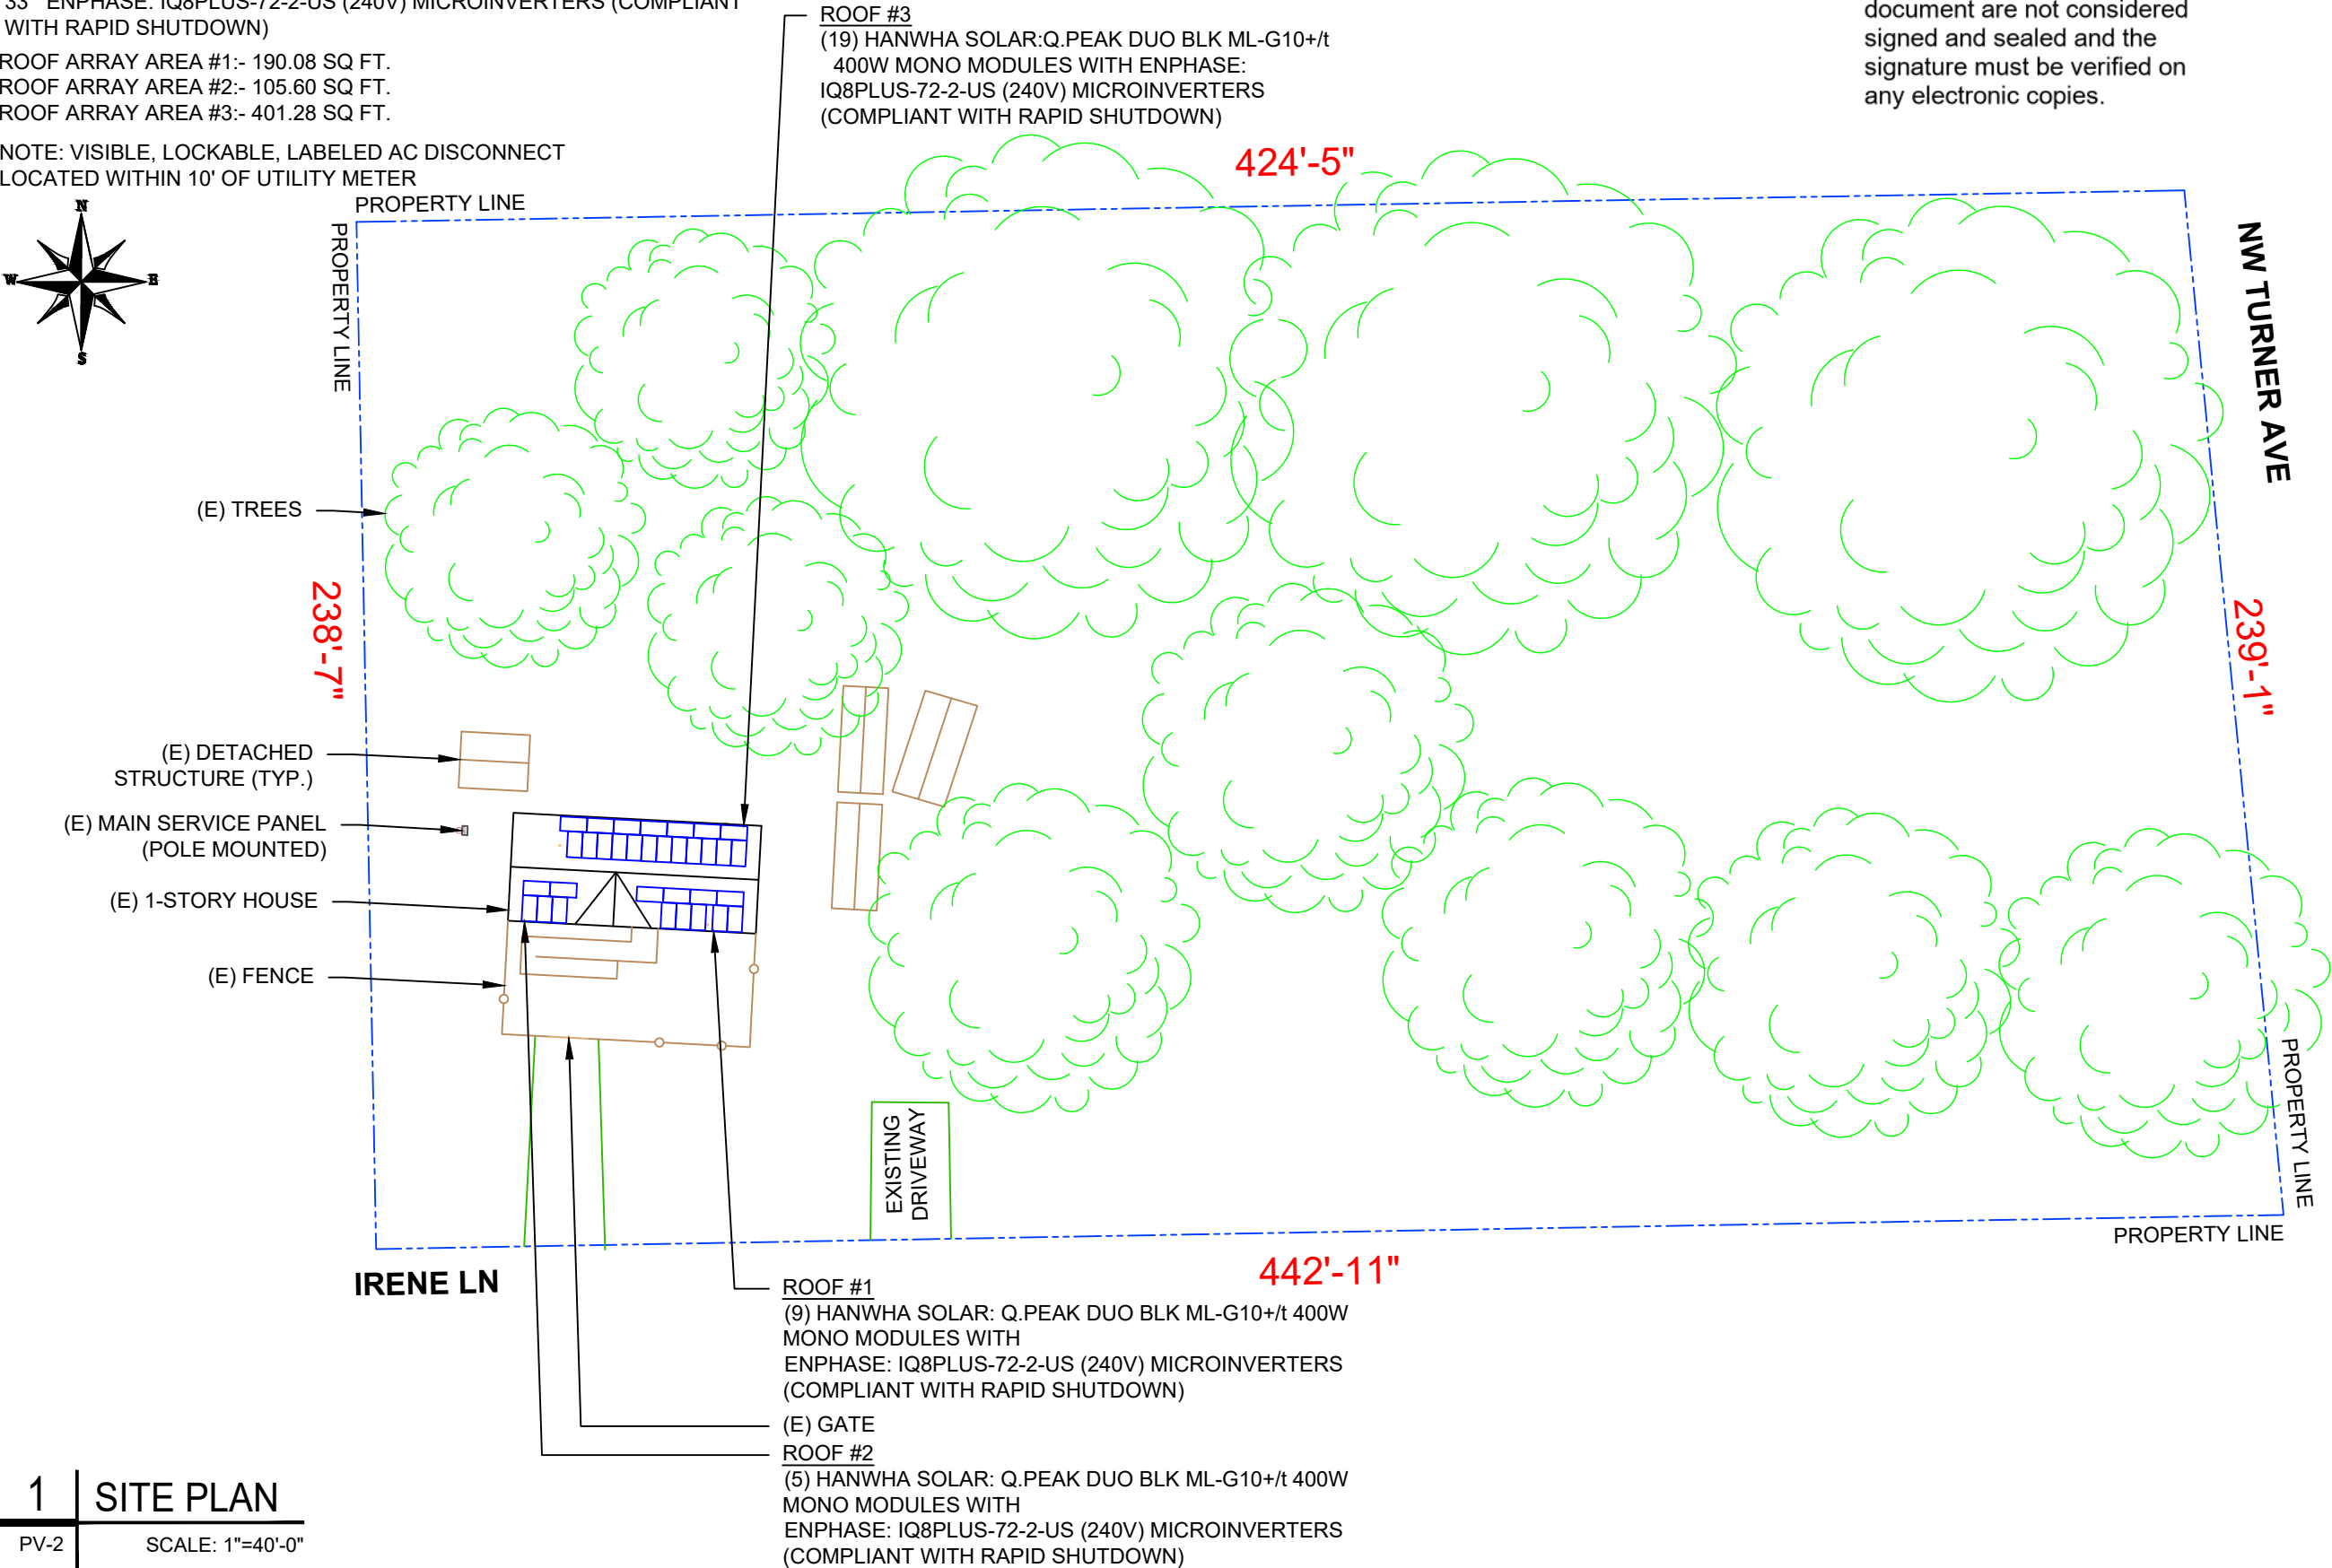 33 ENPHASE: IQ8PLUS-72-2-US (240V) MICROINVERTERS (COMPLIANT
WITH RAPID SHUTDOWN)
ROOF ARRAY AREA #1:- 190.08 SQ FT.
ROOF ARRAY AREA #2:- 105.60 SQ FT.
ROOF ARRAY AREA #3:- 401.28 SQ FT.
NOTE: VISIBLE, LOCKABLE, LABELED AC DISCONNECT
LOCATED WITHIN 10' OF UTILITY METER
ROOF #3
(19) HANWHA SOLAR:Q.PEAK DUO BLK ML-G10+/t
400W MONO MODULES WITH ENPHASE:
IQ8PLUS-72-2-US (240V) MICROINVERTERS
(COMPLIANT WITH RAPID SHUTDOWN)
document are not considered
signed and sealed and the
signature must be verified on
any electronic copies.
424'-5"
PROPERTY LINE
PROPERTY LINE
N
W
E
S
NW TURNER AVE
(E) TREES
238'-7"
239'-1"
(E) DETACHED
STRUCTURE (TYP.)
(E) MAIN SERVICE PANEL
(POLE MOUNTED)
(E) 1-STORY HOUSE
(E) FENCE
EXISTING
DRIVEWAY
PROPERTY LINE
PROPERTY LINE
IRENE LN
442'-11"
ROOF #1
(9) HANWHA SOLAR: Q.PEAK DUO BLK ML-G10+/t 400W
MONO MODULES WITH
ENPHASE: IQ8PLUS-72-2-US (240V) MICROINVERTERS
(COMPLIANT WITH RAPID SHUTDOWN)
(E) GATE
ROOF #2
(5) HANWHA SOLAR: Q.PEAK DUO BLK ML-G10+/t 400W
MONO MODULES WITH
ENPHASE: IQ8PLUS-72-2-US (240V) MICROINVERTERS
(COMPLIANT WITH RAPID SHUTDOWN)
1
SITE PLAN
PV-2
SCALE: 1"=40'-0"